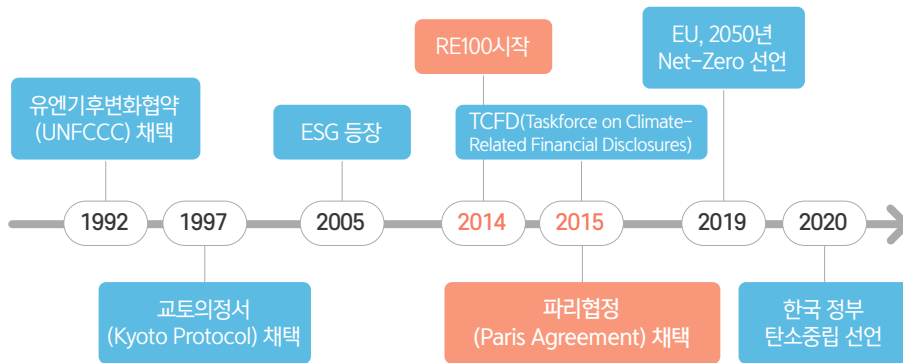 EU, 2050년
Net-Zero 선언
RE100시작
유엔기후변화협약
(UNFCCC) 채택
ESG 등장
TCFD(Taskforce on Climate-
Related Financial Disclosures)
1992
1997
2005
2014
2015
2019
2020
교토의정서
(Kyoto Protocol) 채택
파리협정
(Paris Agreement) 채택
한국 정부
탄소중립 선언